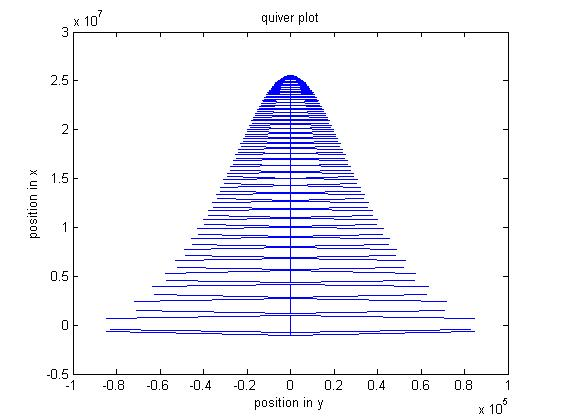 quiver plot
x 10^7
3
2.5
2
1.5
1
0.5
0
-0.5
position in x
-1 -0.8 -0.6 -0.4 -0.2 0 0.2 0.4 0.6 0.8 1
position in y
x 10^5